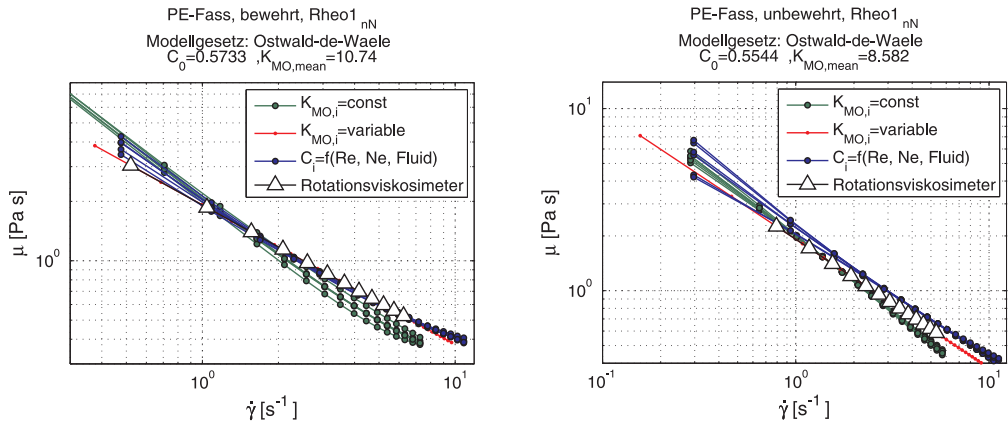 PE-Fass, bewehrt, Rheo1nN
Modellgesetz: Ostwald-de-Waele
C0=0.5733 ,KMO,mean=10.74
KMO,i=const
KMO,i=variable
Ci=f(Re, Ne, Fluid)
Rotationsviskosimeter
μ [Pa s]
10^0
10^0
10^1
γ̇ [s^-1]
PE-Fass, unbewehrt, Rheo1nN
Modellgesetz: Ostwald-de-Waele
C0=0.5544 ,KMO,mean=8.582
KMO,i=const
KMO,i=variable
Ci=f(Re, Ne, Fluid)
Rotationsviskosimeter
μ [Pa s]
10^1
10^0
10^-1
10^0
10^1
γ̇ [s^-1]